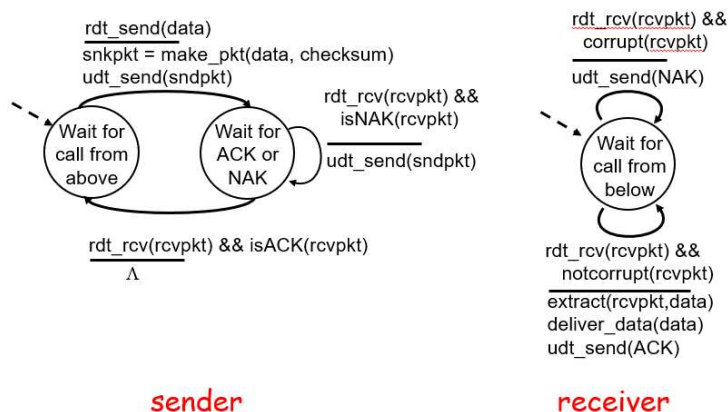 rdt_send(data)
snkpkt = make_pkt(data, checksum)
udt_send(sndpkt)
Wait for
call from
above
Wait for
ACK or
NAK
rdt_rcv(rcvpkt) &&
isNAK(rcvpkt)
udt_send(sndpkt)
rdt_rcv(rcvpkt) && isACK(rcvpkt)
Λ
sender
rdt_rcv(rcvpkt) &&
corrupt(rcvpkt)
udt_send(NAK)
Wait for
call from
below
rdt_rcv(rcvpkt) &&
notcorrupt(rcvpkt)
extract(rcvpkt,data)
deliver_data(data)
udt_send(ACK)
receiver